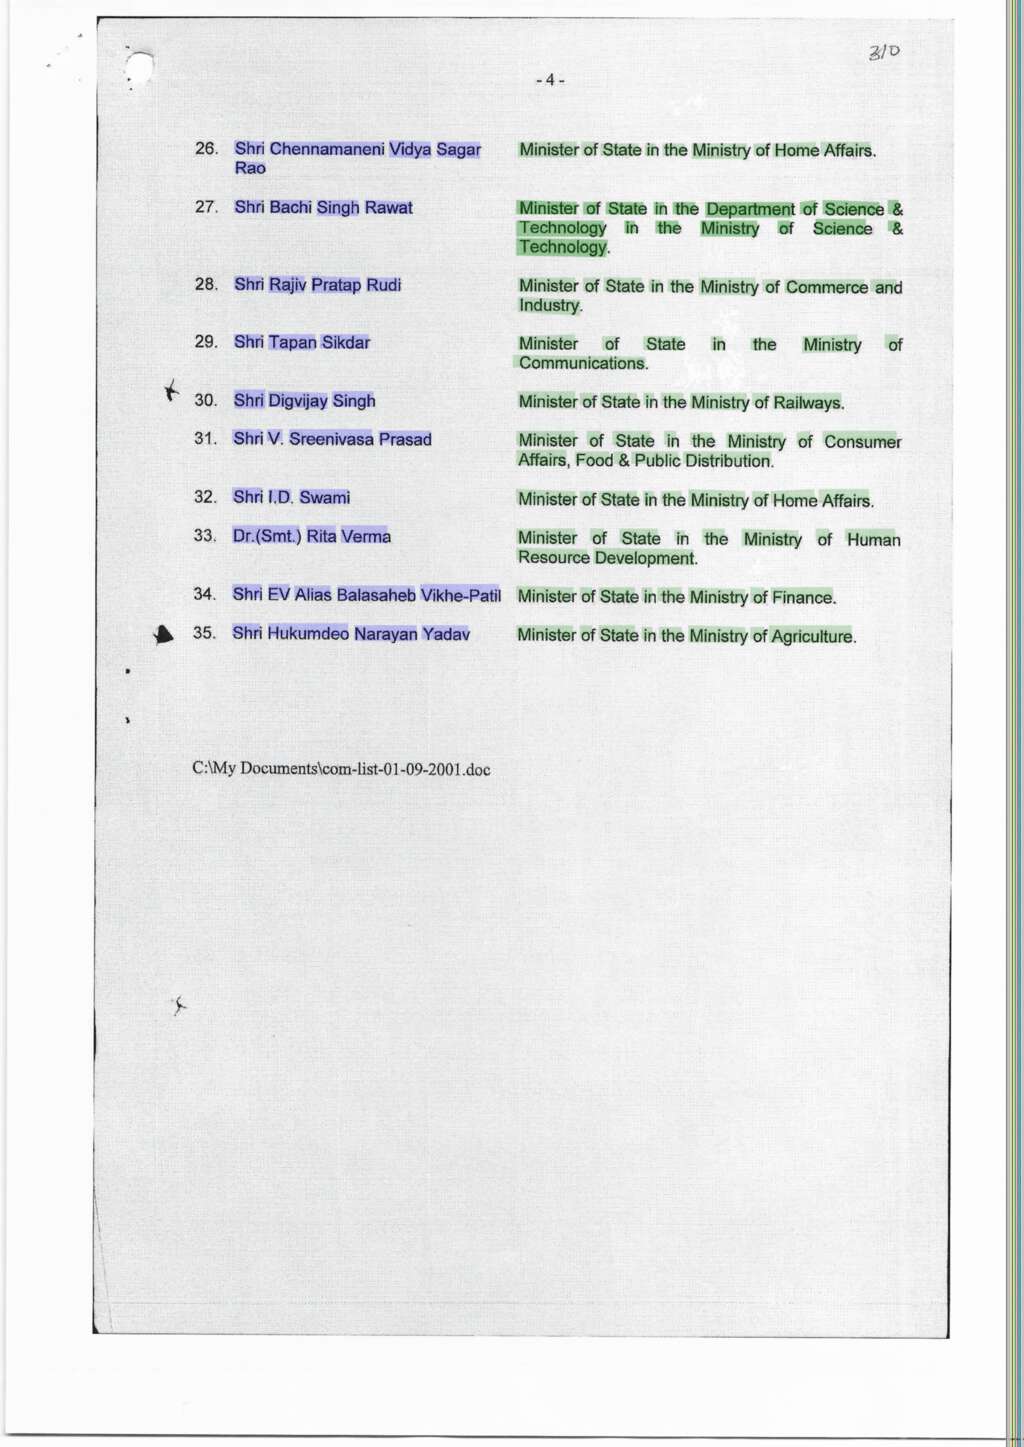 310
- 4 -
26. Shri Chennamaneni Vidya Sagar Minister of State in the Ministry of Home Affairs.
Rao
27. Shri Bachi Singh Rawat Minister of State in the Department of Science &
Technology in the Ministry of Science &
Technology.
28. Shri Rajiv Pratap Rudi Minister of State in the Ministry of Commerce and
Industry.
29. Shri Tapan Sikdar Minister of State in the Ministry of
Communications.
30. Shri Digvijay Singh Minister of State in the Ministry of Railways.
31. Shri V. Sreenivasa Prasad Minister of State in the Ministry of Consumer
Affairs, Food & Public Distribution.
32. Shri I.D. Swami Minister of State in the Ministry of Home Affairs.
33. Dr.(Smt.) Rita Verma Minister of State in the Ministry of Human
Resource Development.
34. Shri EV Alias Balasaheb Vikhe-Patil Minister of State in the Ministry of Finance.
35. Shri Hukumdeo Narayan Yadav Minister of State in the Ministry of Agriculture.
C:\My Documents\com-list-01-09-2001.doc